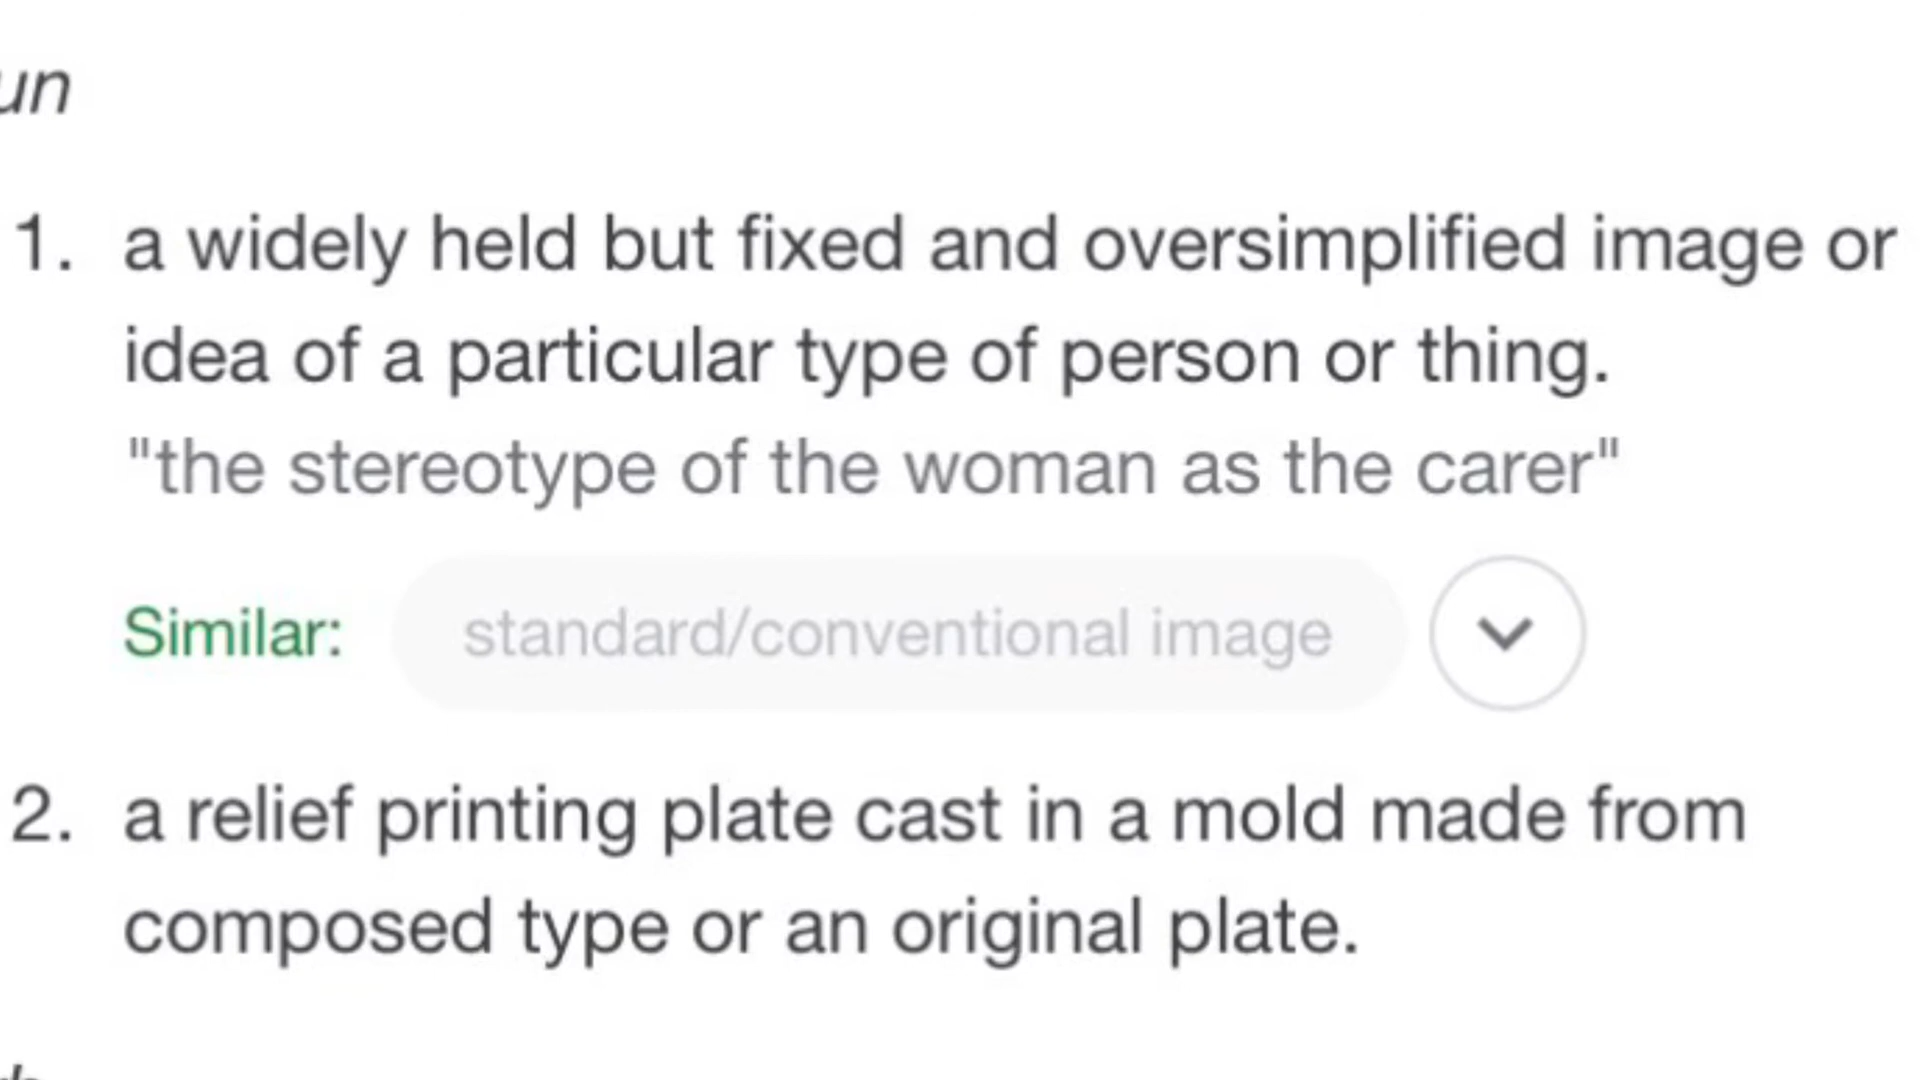 un
1. a widely held but fixed and oversimplified image or
idea of a particular type of person or thing.
"the stereotype of the woman as the carer"
Similar: standard/conventional image
2. a relief printing plate cast in a mold made from
composed type or an original plate.